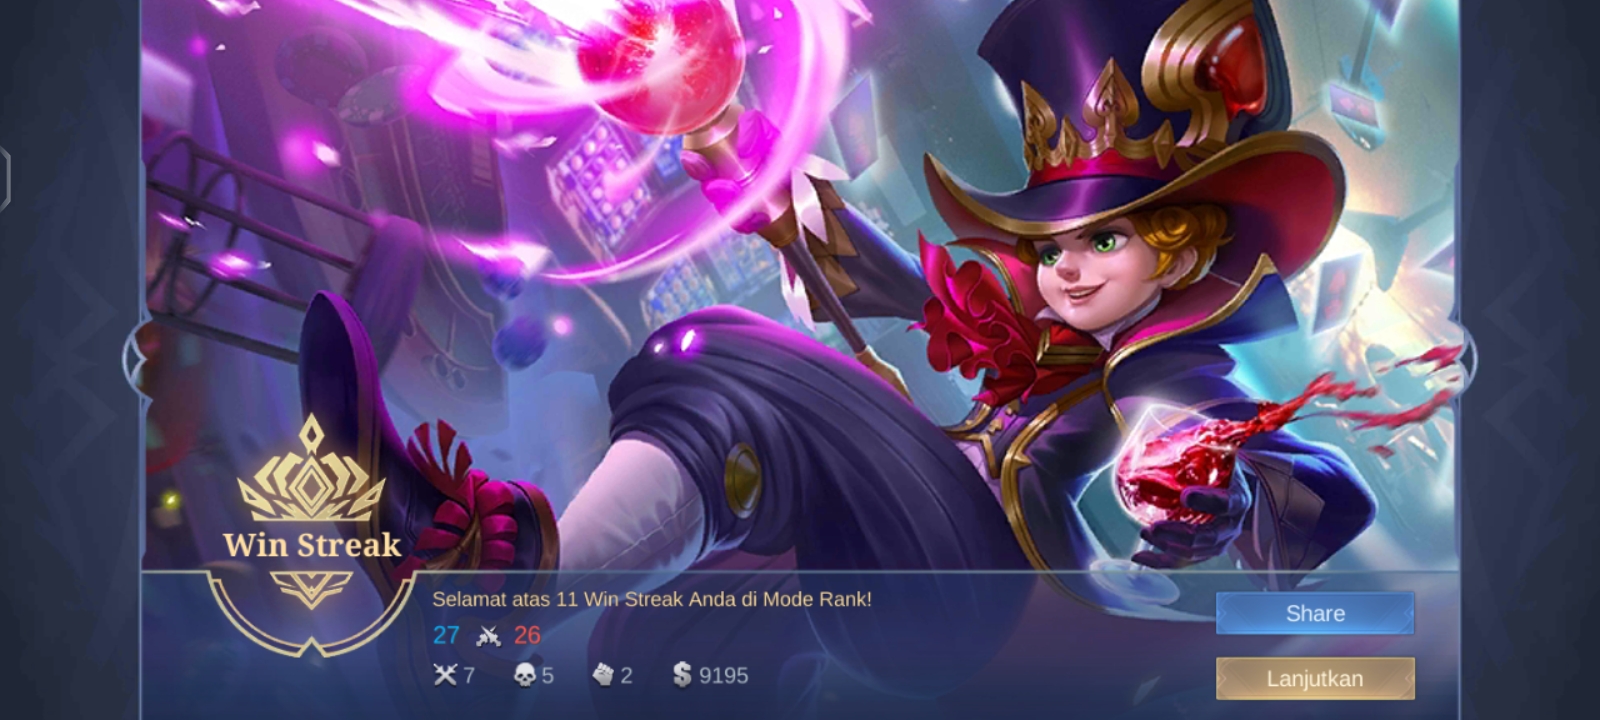 Win Streak
Selamat atas 11 Win Streak Anda di Mode Rank!
27 26
7 5 2 $ 9195
Share
Lanjutkan